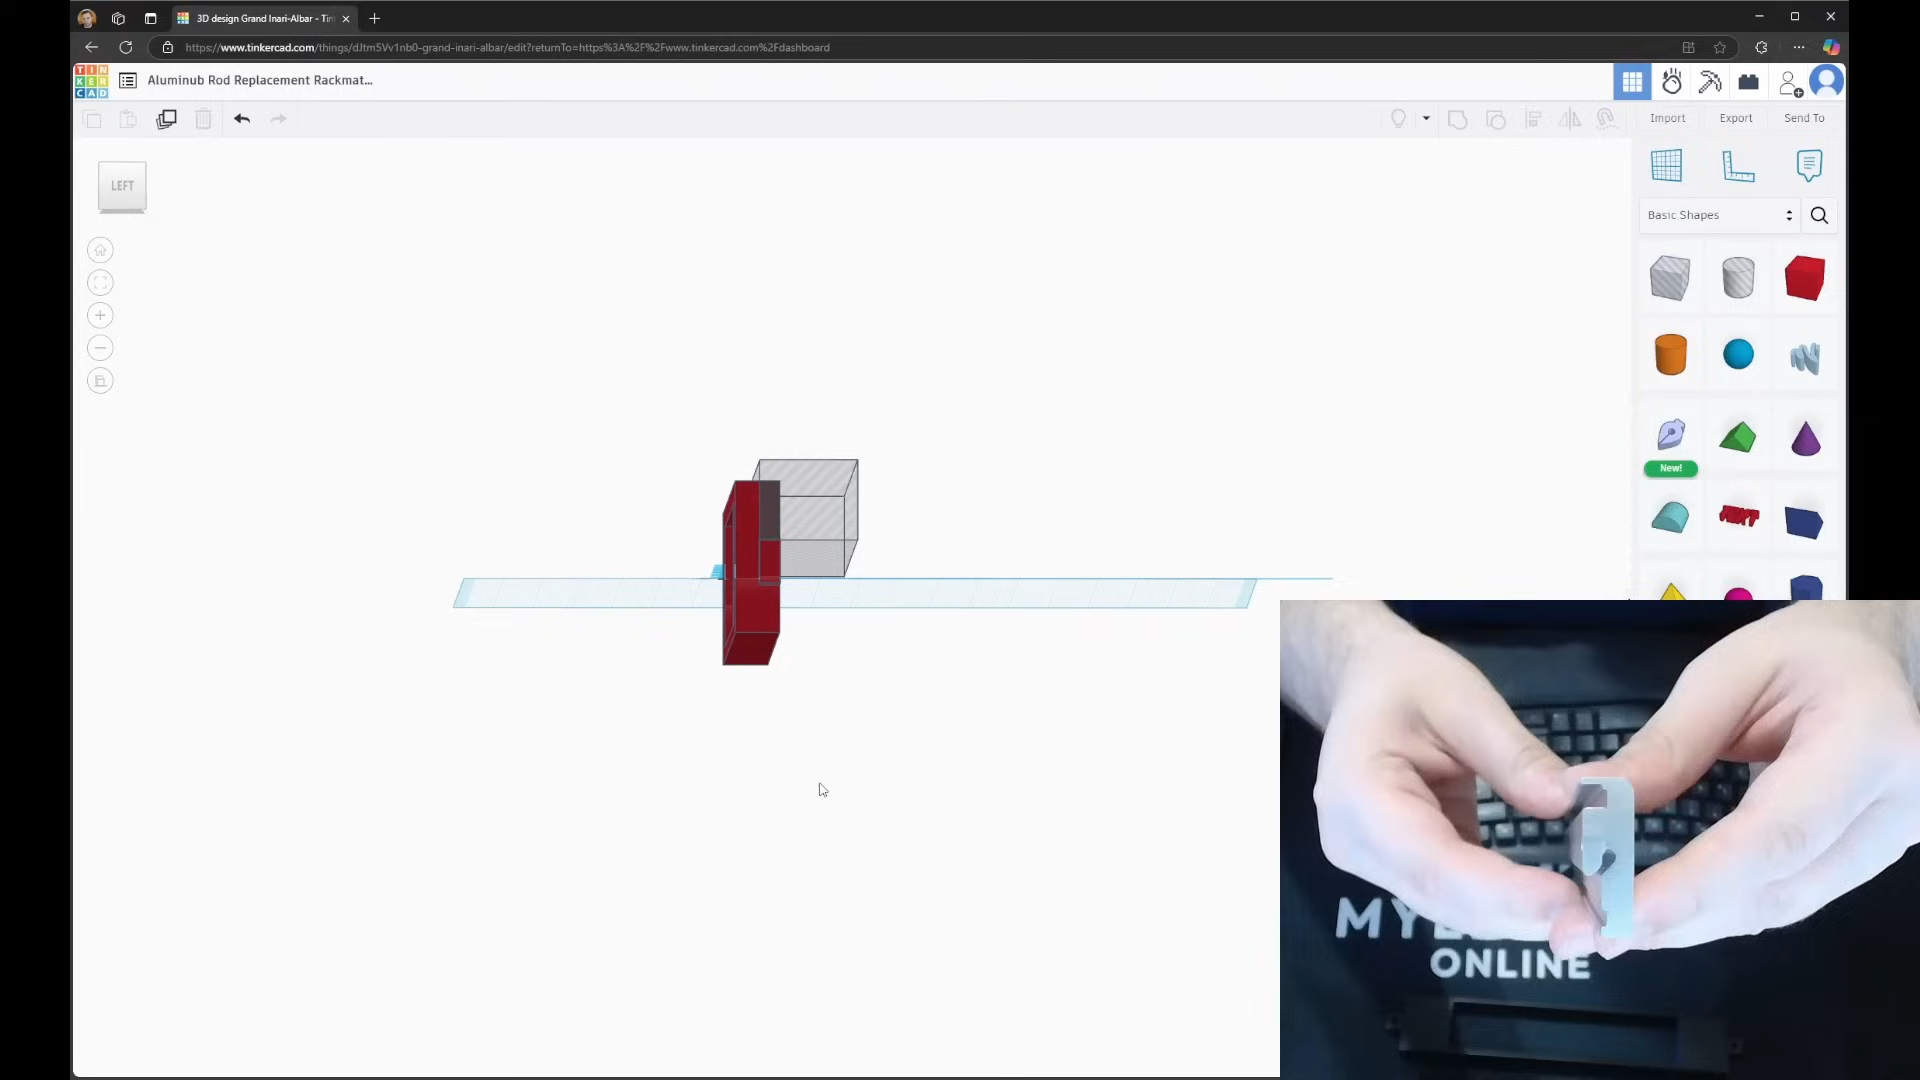 3D design Grand Inari-Albar - Tin
https://www.tinkercad.com/things/dJtm5Vv1nb0-grand-inari-albar/edit?returnTo=https%3A%2F%2Fwww.tinkercad.com%2Fdashboard
TIN
KER
CAD
Aluminub Rod Replacement Rackmat...
Import
Export
Send To
LEFT
Basic Shapes
New!
TEXT
ONLINE